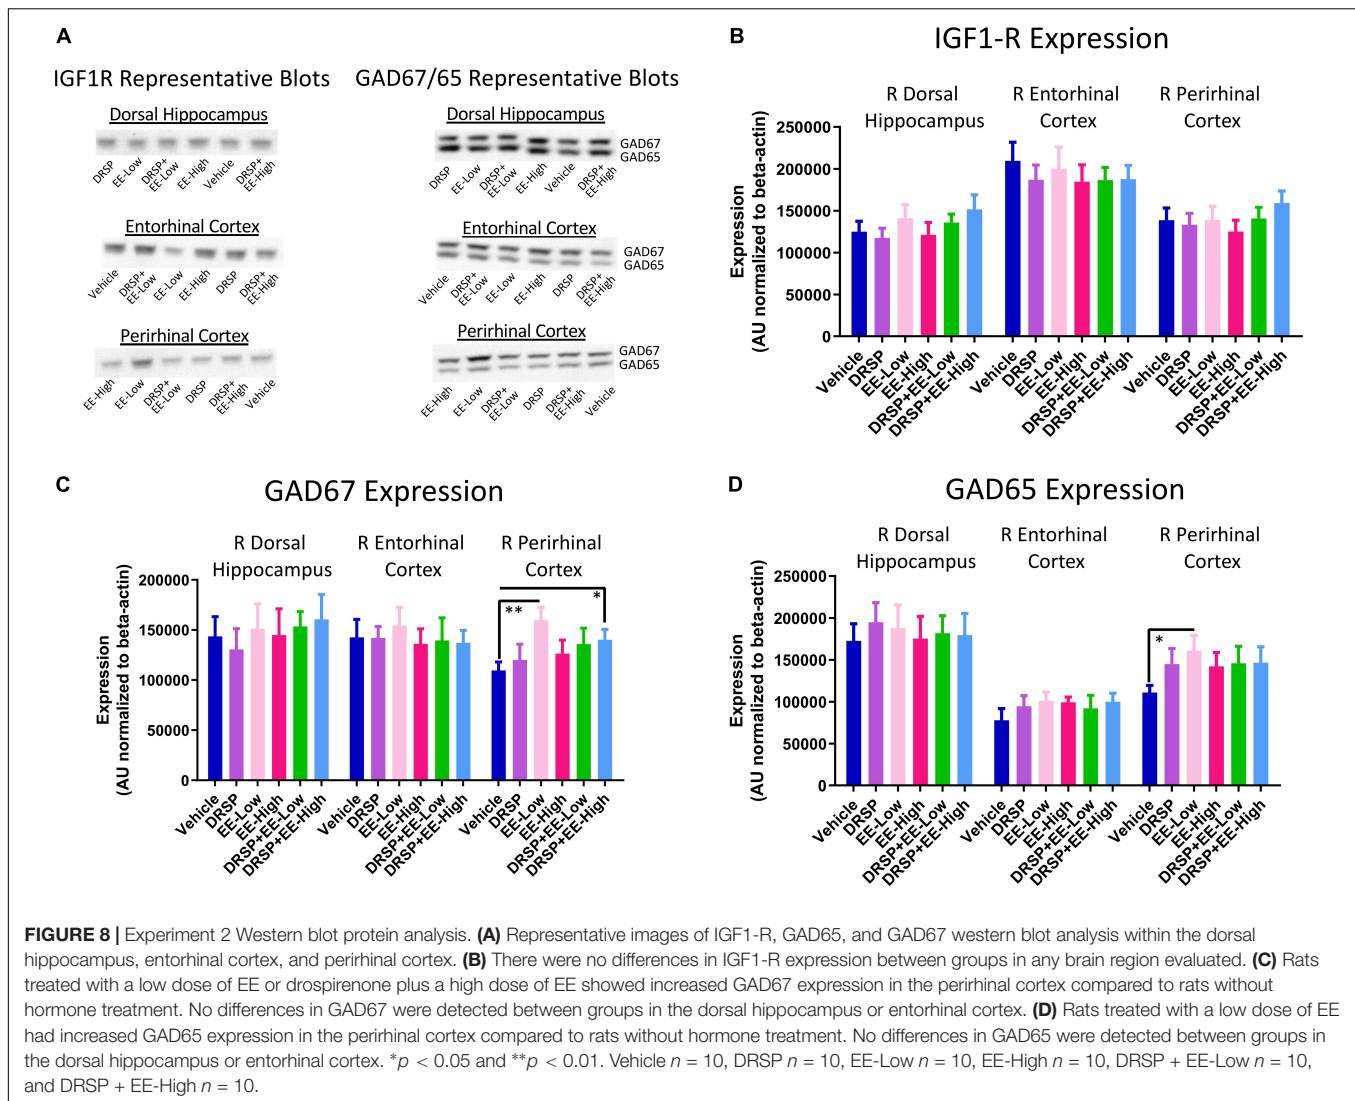 A
IGF1R Representative Blots
GAD67/65 Representative Blots
Dorsal Hippocampus
DRSP
EE-Low
DRSP+
EE-Low
EE-High
Vehicle
DRSP+
EE-High
Entorhinal Cortex
Vehicle
DRSP+
EE-Low
EE-Low
EE-High
DRSP
DRSP+
EE-High
Perirhinal Cortex
EE-High
EE-Low
DRSP+
EE-Low
DRSP
DRSP+
EE-High
Vehicle
Dorsal Hippocampus
GAD67
GAD65
DRSP
EE-Low
DRSP+
EE-Low
EE-High
Vehicle
DRSP+
EE-High
Entorhinal Cortex
GAD67
GAD65
Vehicle
DRSP+
EE-Low
EE-Low
EE-High
DRSP
DRSP+
EE-High
Perirhinal Cortex
GAD67
GAD65
EE-High
EE-Low
DRSP+
EE-Low
DRSP
DRSP+
EE-High
Vehicle
B
IGF1-R Expression
R Dorsal
Hippocampus
R Entorhinal
Cortex
R Perirhinal
Cortex
Expression
(AU normalized to beta-actin)
250000
200000
150000
100000
50000
0
Vehicle
DRSP
EE-Low
EE-High
DRSP+EE-Low
DRSP+EE-High
Vehicle
DRSP
EE-Low
EE-High
DRSP+EE-Low
DRSP+EE-High
Vehicle
DRSP
EE-Low
EE-High
DRSP+EE-Low
DRSP+EE-High
C
GAD67 Expression
R Dorsal
Hippocampus
R Entorhinal
Cortex
R Perirhinal
Cortex
Expression
(AU normalized to beta-actin)
200000
150000
100000
50000
0
**
*
Vehicle
DRSP
EE-Low
EE-High
DRSP+EE-Low
DRSP+EE-High
Vehicle
DRSP
EE-Low
EE-High
DRSP+EE-Low
DRSP+EE-High
Vehicle
DRSP
EE-Low
EE-High
DRSP+EE-Low
DRSP+EE-High
D
GAD65 Expression
R Dorsal
Hippocampus
R Entorhinal
Cortex
R Perirhinal
Cortex
Expression
(AU normalized to beta-actin)
250000
200000
150000
100000
50000
0
*
Vehicle
DRSP
EE-Low
EE-High
DRSP+EE-Low
DRSP+EE-High
Vehicle
DRSP
EE-Low
EE-High
DRSP+EE-Low
DRSP+EE-High
Vehicle
DRSP
EE-Low
EE-High
DRSP+EE-Low
DRSP+EE-High
FIGURE 8 | Experiment 2 Western blot protein analysis. (A) Representative images of IGF1-R, GAD65, and GAD67 western blot analysis within the dorsal
hippocampus, entorhinal cortex, and perirhinal cortex. (B) There were no differences in IGF1-R expression between groups in any brain region evaluated. (C) Rats
treated with a low dose of EE or drospirenone plus a high dose of EE showed increased GAD67 expression in the perirhinal cortex compared to rats without
hormone treatment. No differences in GAD67 were detected between groups in the dorsal hippocampus or entorhinal cortex. (D) Rats treated with a low dose of EE
had increased GAD65 expression in the perirhinal cortex compared to rats without hormone treatment. No differences in GAD65 were detected between groups in
the dorsal hippocampus or entorhinal cortex. *p < 0.05 and **p < 0.01. Vehicle n = 10, DRSP n = 10, EE-Low n = 10, EE-High n = 10, DRSP + EE-Low n = 10,
and DRSP + EE-High n = 10.